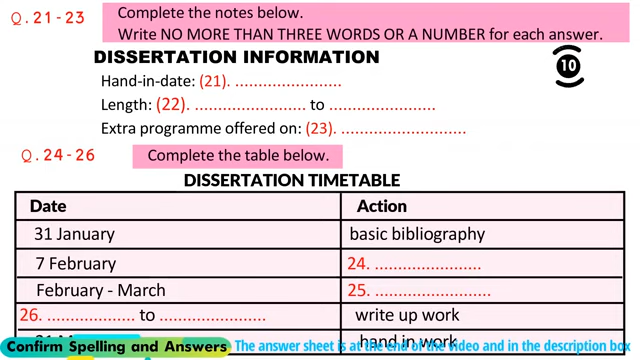 Q.21-23
Complete the notes below.
Write NO MORE THAN THREE WORDS OR A NUMBER for each answer.
DISSERTATION INFORMATION
10
Hand-in-date: (21). .......................
Length: (22). ........................ to .......................
Extra programme offered on: (23). ...........................
Q.24-26
Complete the table below.
DISSERTATION TIMETABLE
Date Action
31 January basic bibliography
7 February 24. .......................
February - March 25. .........................
26. ................... to ....................... write up work
hand in work
Confirm Spelling and Answers - The answer sheet is at the end of the video and in the description box